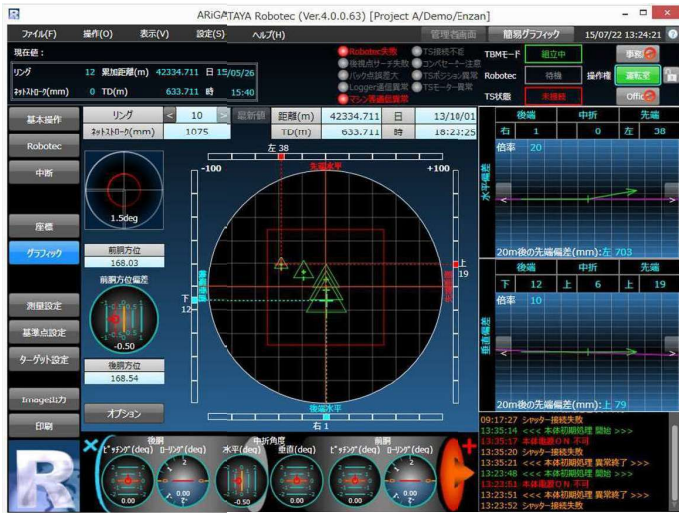 ARiGATAYA Robotec (Ver.4.0.0.63) [Project A/Demo/Enzan]
ファイル(F) 操作(O) 表示(V) 設定(S) ヘルプ(H) 管理者画面 簡易グラフィック 15/07/22 13:24:21
現在値:
リング 12 累加距離(m) 42334.711 日 15/05/26
ネットストローク(mm) 0 TD(m) 633.711 時 15:40
Robotec失敗 TS接続不能
後視点サーチ失敗 コンベヤーモーター注意
バック点誤差大 TSポジション異常
Logger通信異常 TSモーター異常
マシン等通信異常
TBMモード 組立中
Robotec 待機 操作権 運転室
TS状態 未接続 Office
基本操作
Robotec
中断
座標
グラフィック
測量設定
基準点設定
ターゲット設定
Image出力
印刷
リング < 10 > 最新値 距離(m) 42334.711 日 13/10/01
ネットストローク(mm) 1075 TD(m) 633.711 時 18:23:25
1.5deg
前胴方位
168.03
前胴方位偏差
-0.50
後胴方位
168.54
オプション
左 38
-100 先端水平 +100
上
19
下
12
後端水平
右 1
後端 中折 先端
右 1 0 左 38
水平偏差
倍率 20
20m後の先端偏差(mm):左 703
後端 中折 先端
下 12 上 6 上 19
垂直偏差
倍率 10
20m後の先端偏差(mm):上 79
後胴 中折角度 前胴
ピッチング(deg) ローリング(deg) 水平(deg) 垂直(deg) ピッチング(deg) ローリング(deg)
0.00 0.00 -0.50 0.00 0.00 0.00
09:17:27 シャッター接続失敗
13:35:14 <<< 本体初期処理 開始 >>>
13:35:17 本体電源ON 不可
13:35:20 シャッター接続失敗
13:35:21 <<< 本体初期処理 異常終了 >>>
13:23:48 <<< 本体初期処理 開始 >>>
13:23:51 本体電源ON 不可
13:23:51 <<< 本体初期処理 異常終了 >>>
13:23:52 シャッター接続失敗